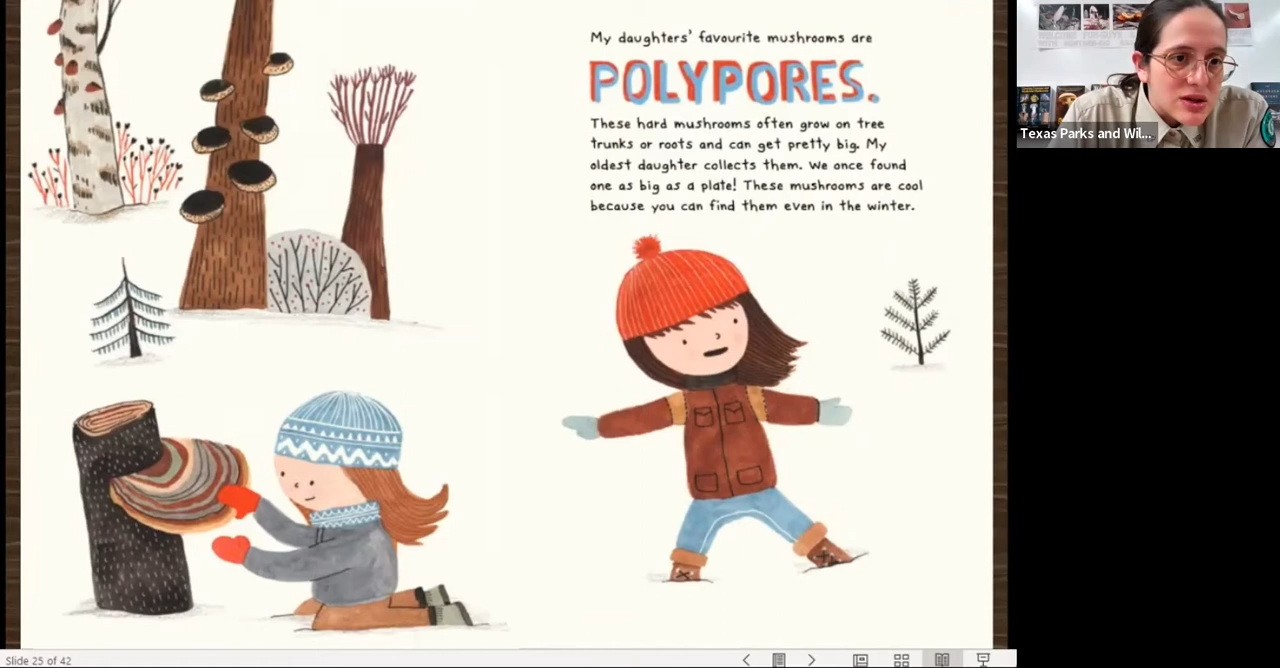 My daughters' favourite mushrooms are
POLYPORES.
These hard mushrooms often grow on tree
trunks or roots and can get pretty big. My
oldest daughter collects them. We once found
one as big as a plate! These mushrooms are cool
because you can find them even in the winter.
Texas Parks and Wil...
Slide 25 of 42